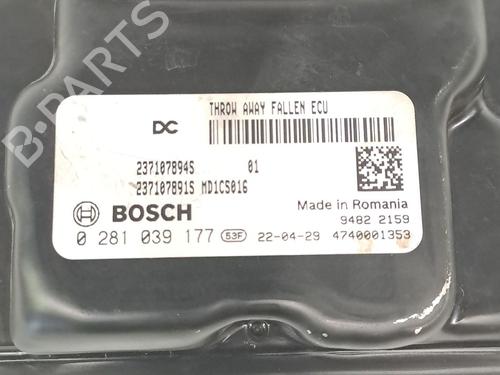 B-PARTS
THROW AWAY FALLEN ECU
DC
237107894S 01
237107891S MD1CS016
BOSCH
Made in Romania
9482 2159
0 281 039 177 53F 22-04-29 4740001353